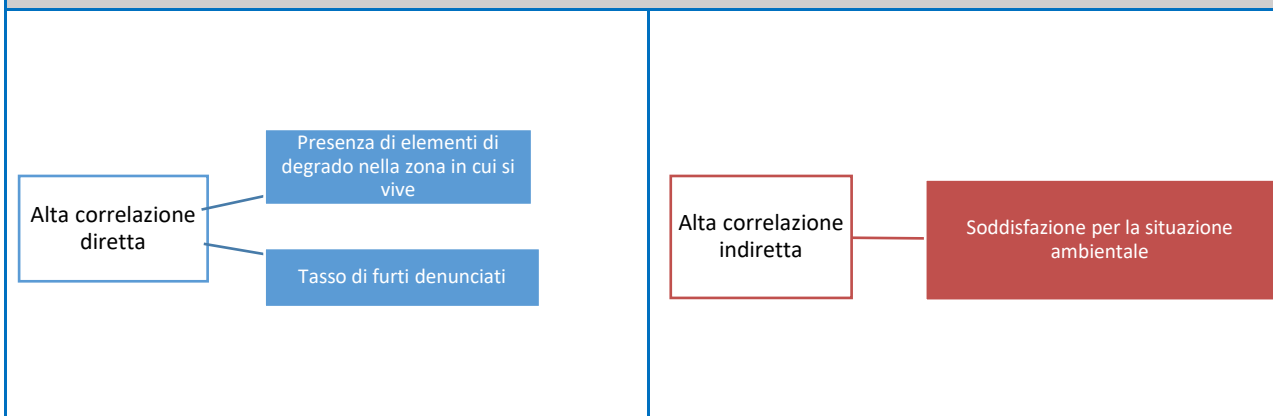 Alta correlazione
diretta
Presenza di elementi di
degrado nella zona in cui si
vive
Tasso di furti denunciati
Alta correlazione
indiretta
Soddisfazione per la situazione
ambientale